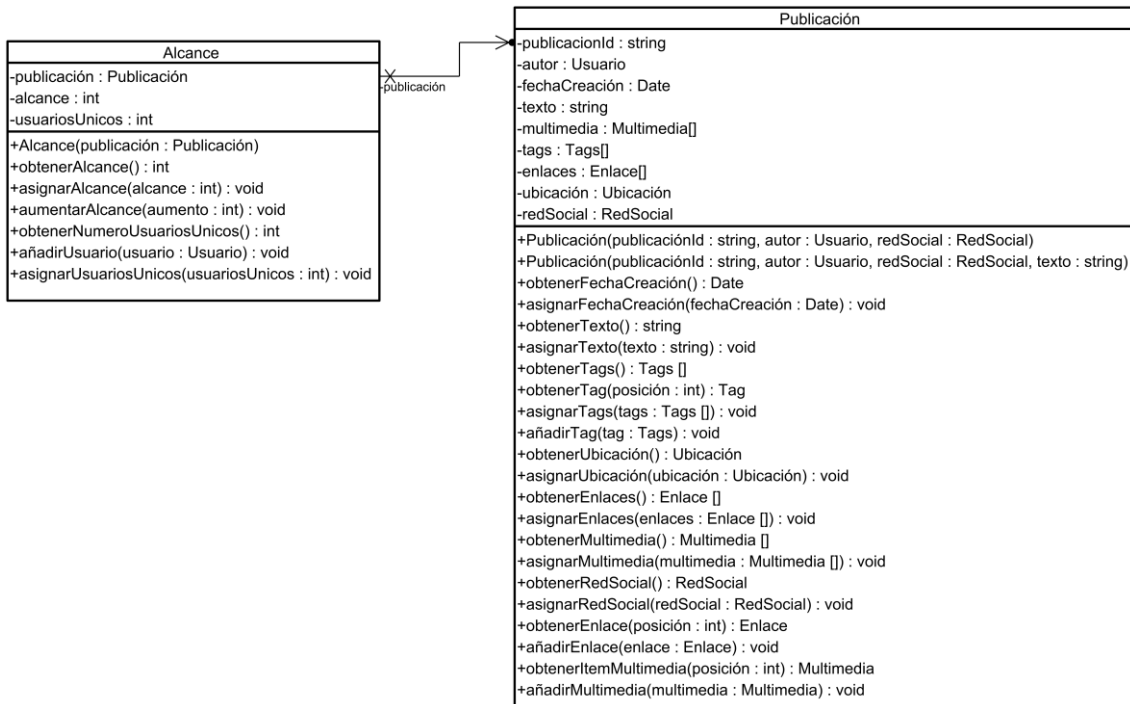 Alcance
-publicación : Publicación
-alcance : int
-usuariosUnicos : int
+Alcance(publicación : Publicación)
+obtenerAlcance() : int
+asignarAlcance(alcance : int) : void
+aumentarAlcance(aumento : int) : void
+obtenerNumeroUsuariosUnicos() : int
+añadirUsuario(usuario : Usuario) : void
+asignarUsuariosUnicos(usuariosUnicos : int) : void
-publicación
Publicación
-publicacionId : string
-autor : Usuario
-fechaCreación : Date
-texto : string
-multimedia : Multimedia[]
-tags : Tags[]
-enlaces : Enlace[]
-ubicación : Ubicación
-redSocial : RedSocial
+Publicación(publicaciónId : string, autor : Usuario, redSocial : RedSocial)
+Publicación(publicaciónId : string, autor : Usuario, redSocial : RedSocial, texto : string)
+obtenerFechaCreación() : Date
+asignarFechaCreación(fechaCreación : Date) : void
+obtenerTexto() : string
+asignarTexto(texto : string) : void
+obtenerTags() : Tags []
+obtenerTag(posición : int) : Tag
+asignarTags(tags : Tags []) : void
+añadirTag(tag : Tags) : void
+obtenerUbicación() : Ubicación
+asignarUbicación(ubicación : Ubicación) : void
+obtenerEnlaces() : Enlace []
+asignarEnlaces(enlaces : Enlace []) : void
+obtenerMultimedia() : Multimedia []
+asignarMultimedia(multimedia : Multimedia []) : void
+obtenerRedSocial() : RedSocial
+asignarRedSocial(redSocial : RedSocial) : void
+obtenerEnlace(posición : int) : Enlace
+añadirEnlace(enlace : Enlace) : void
+obtenerItemMultimedia(posición : int) : Multimedia
+añadirMultimedia(multimedia : Multimedia) : void